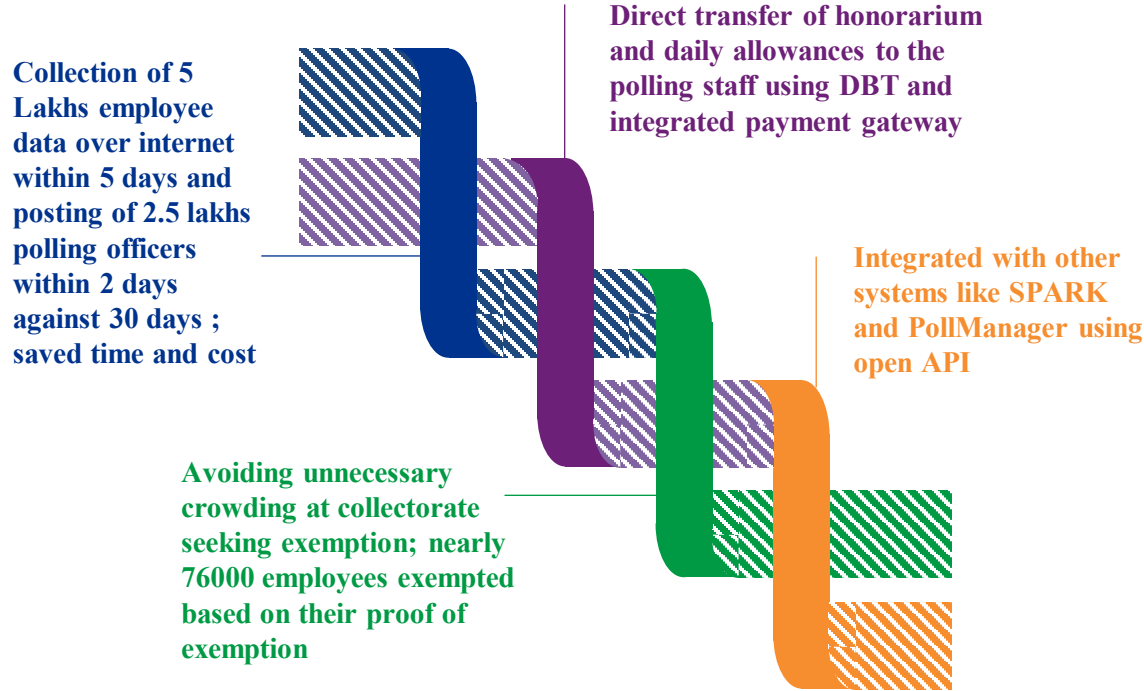 Collection of 5
Lakhs employee
data over internet
within 5 days and
posting of 2.5 lakhs
polling officers
within 2 days
against 30 days ;
saved time and cost
Direct transfer of honorarium
and daily allowances to the
polling staff using DBT and
integrated payment gateway
Avoiding unnecessary
crowding at collectorate
seeking exemption; nearly
76000 employees exempted
based on their proof of
exemption
Integrated with other
systems like SPARK
and PollManager using
open API